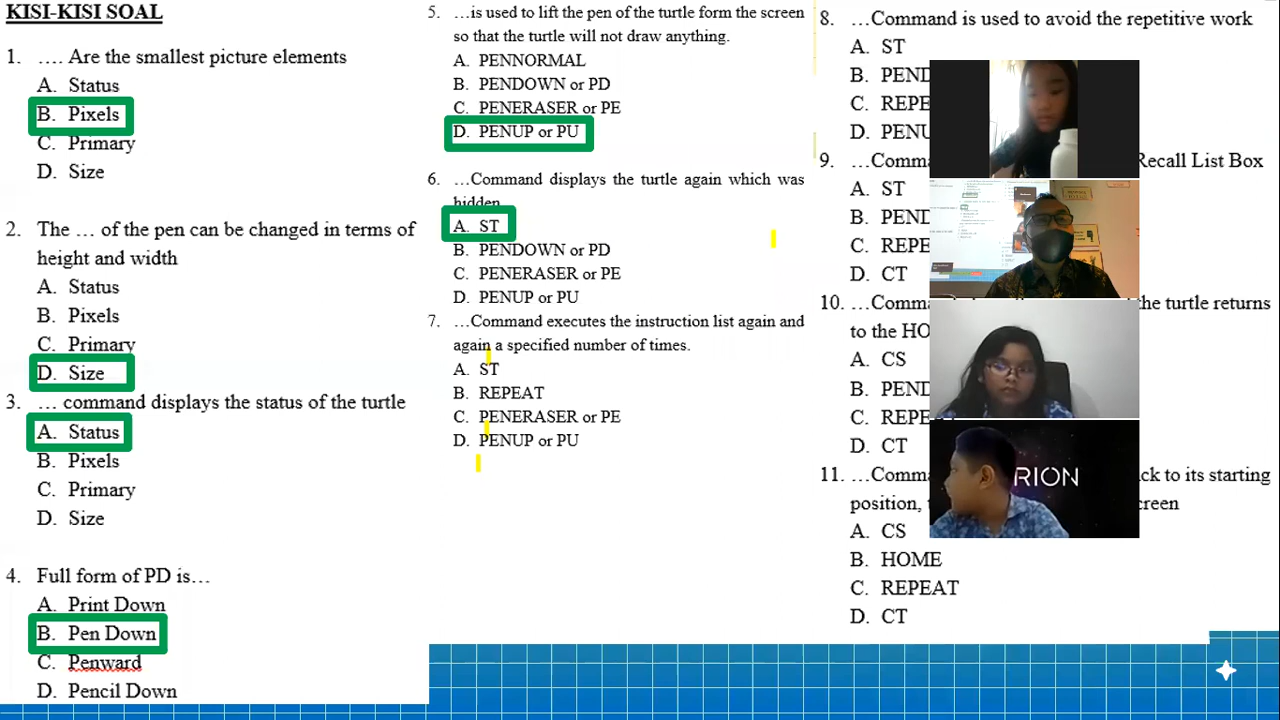 KISI-KISI SOAL
1. …. Are the smallest picture elements
A. Status
B. Pixels
C. Primary
D. Size
2. The … of the pen can be changed in terms of
height and width
A. Status
B. Pixels
C. Primary
D. Size
3. … command displays the status of the turtle
A. Status
B. Pixels
C. Primary
D. Size
4. Full form of PD is…
A. Print Down
B. Pen Down
C. Penward
D. Pencil Down
5. …is used to lift the pen of the turtle form the screen
so that the turtle will not draw anything.
A. PENNORMAL
B. PENDOWN or PD
C. PENERASER or PE
D. PENUP or PU
6. …Command displays the turtle again which was
hidden
A. ST
B. PENDOWN or PD
C. PENERASER or PE
D. PENUP or PU
7. …Command executes the instruction list again and
again a specified number of times.
A. ST
B. REPEAT
C. PENERASER or PE
D. PENUP or PU
8. …Command is used to avoid the repetitive work
A. ST
B. PEND
C. REPE
D. PENU
9. …Comma Recall List Box
A. ST
B. PEND
C. REPE
D. CT
10. …Comma the turtle returns
to the HO
A. CS
B. PEND
C. REPE
D. CT
11. …Comma ck to its starting
position, creen
A. CS
B. HOME
C. REPEAT
D. CT
RION